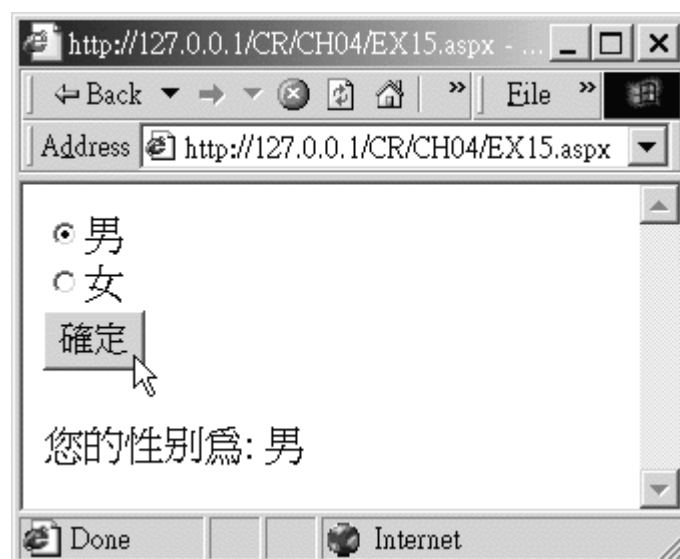 http://127.0.0.1/CR/CH04/EX15.aspx - ...
Back » File »
Address http://127.0.0.1/CR/CH04/EX15.aspx
男
女
確定
您的性別為: 男
Done Internet